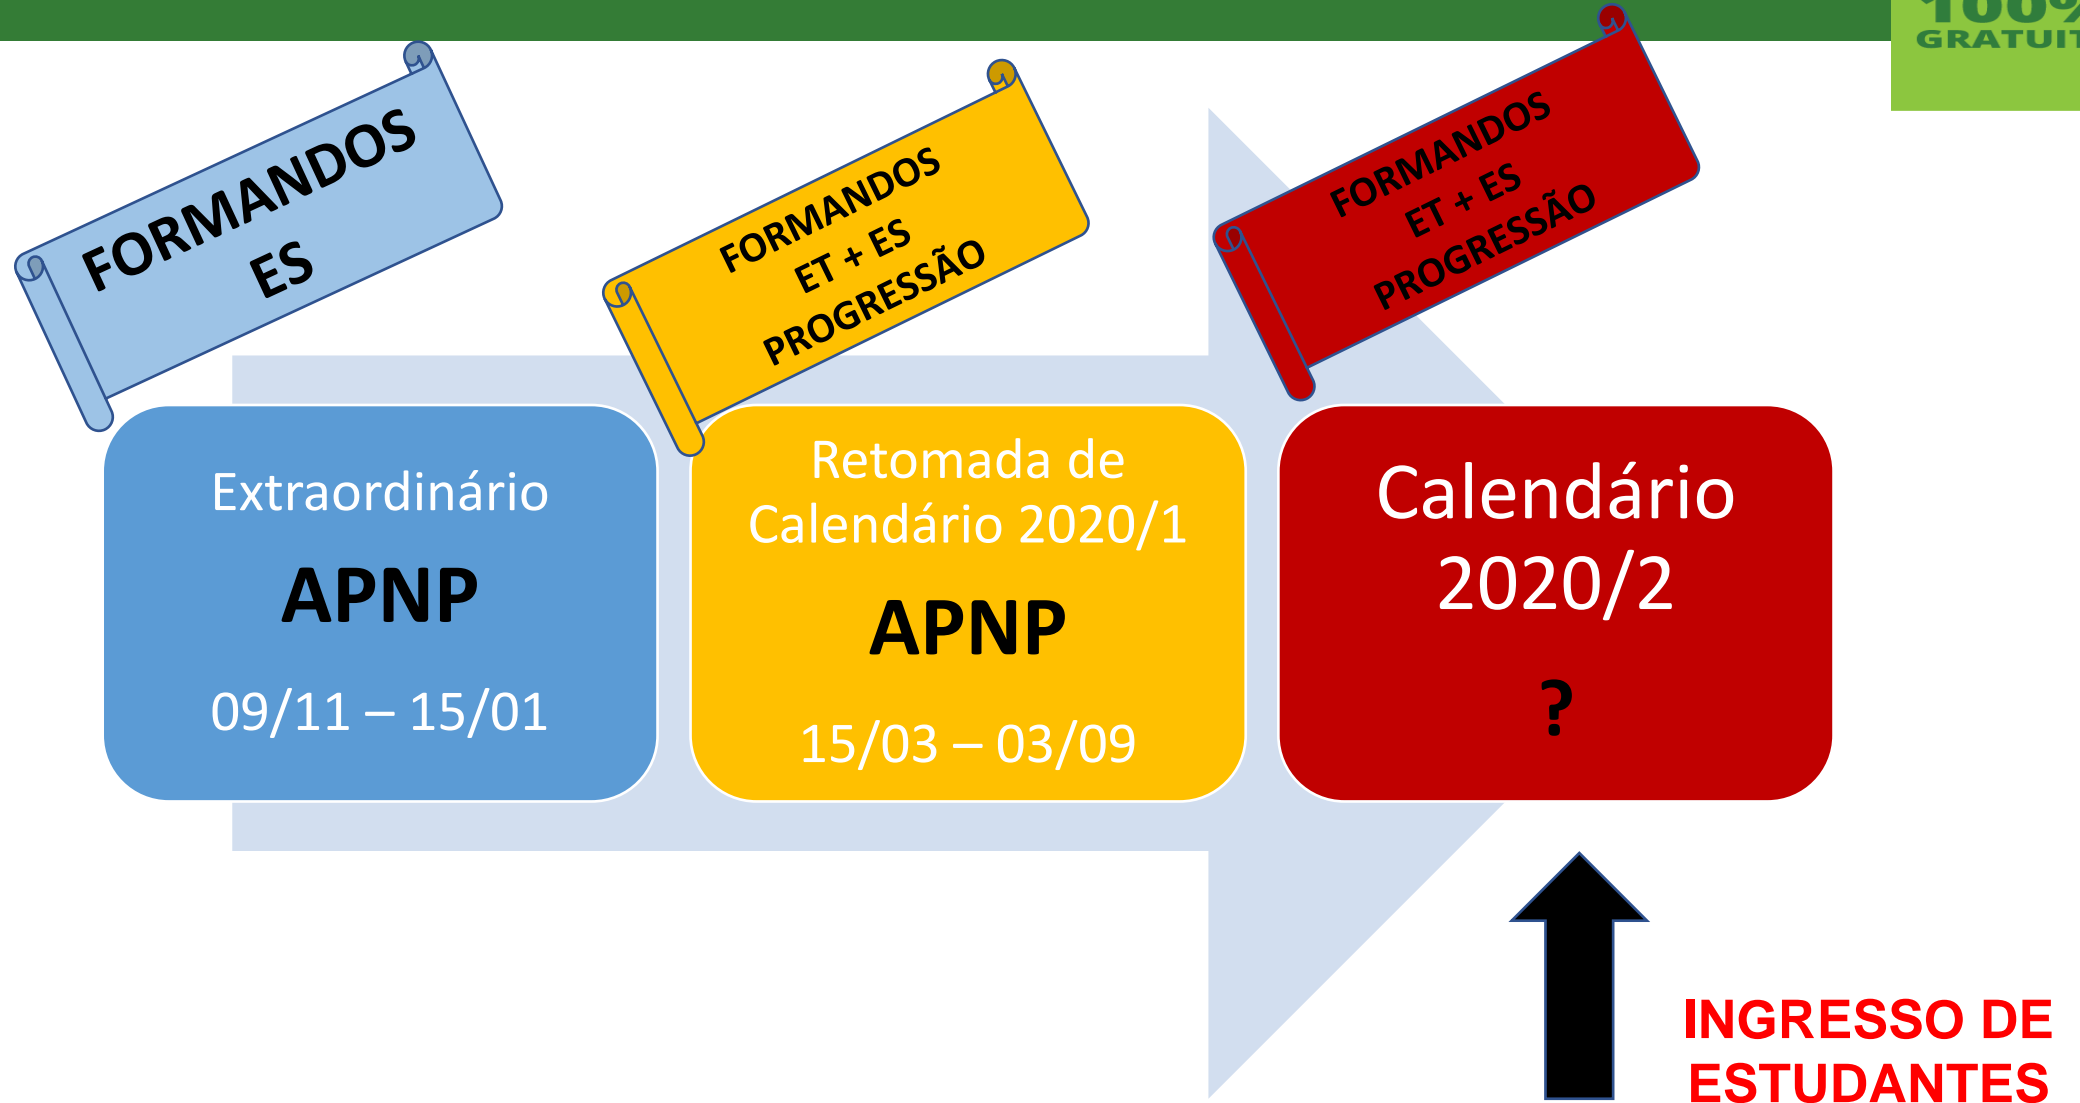 100%
GRATUIT
FORMANDOS
ES
FORMANDOS
ET + ES
PROGRESSÃO
FORMANDOS
ET + ES
PROGRESSÃO
Extraordinário
APNP
09/11 – 15/01
Retomada de
Calendário 2020/1
APNP
15/03 – 03/09
Calendário
2020/2
?
INGRESSO DE
ESTUDANTES